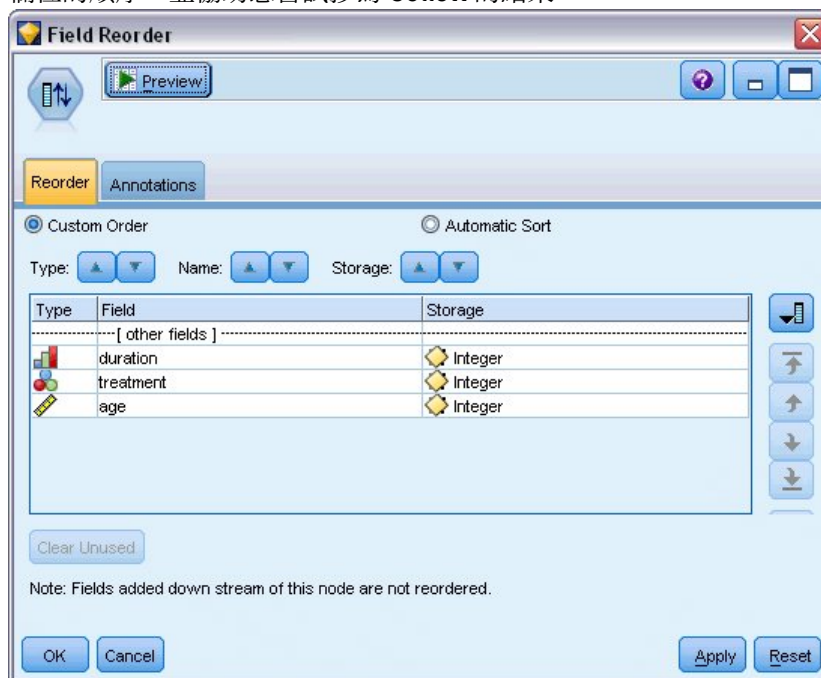 Field Reorder
Preview
Reorder Annotations
Custom Order Automatic Sort
Type: Name: Storage:
Type Field Storage
[ other fields ]
duration Integer
treatment Integer
age Integer
Clear Unused
Note: Fields added down stream of this node are not reordered.
OK Cancel Apply Reset